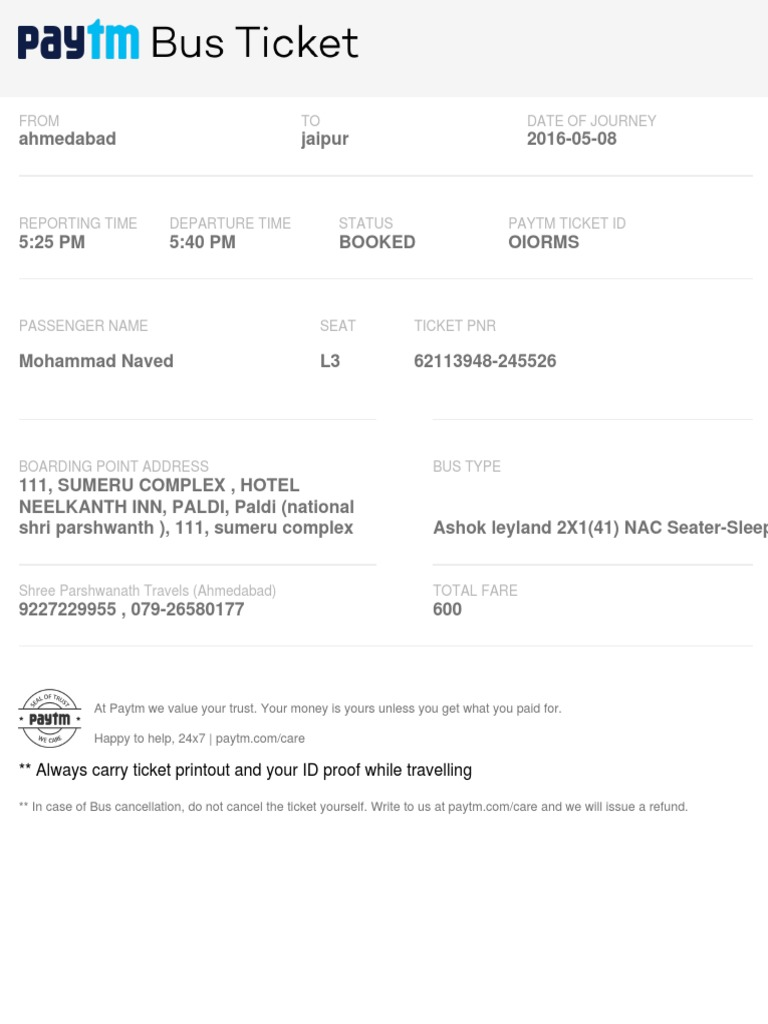 paytm Bus Ticket
FROM TO DATE OF JOURNEY
ahmedabad jaipur 2016-05-08
REPORTING TIME DEPARTURE TIME STATUS PAYTM TICKET ID
5:25 PM 5:40 PM BOOKED OIORMS
PASSENGER NAME SEAT TICKET PNR
Mohammad Naved L3 62113948-245526
BOARDING POINT ADDRESS
111, SUMERU COMPLEX , HOTEL
NEELKANTH INN, PALDI, Paldi (national
shri parshwanth ), 111, sumeru complex
BUS TYPE
Ashok leyland 2X1(41) NAC Seater-Sleep
Shree Parshwanath Travels (Ahmedabad)
9227229955 , 079-26580177
TOTAL FARE
600
SEAL OF TRUST
paytm
WE CARE
At Paytm we value your trust. Your money is yours unless you get what you paid for.
Happy to help, 24x7 | paytm.com/care
** Always carry ticket printout and your ID proof while travelling
** In case of Bus cancellation, do not cancel the ticket yourself. Write to us at paytm.com/care and we will issue a refund.